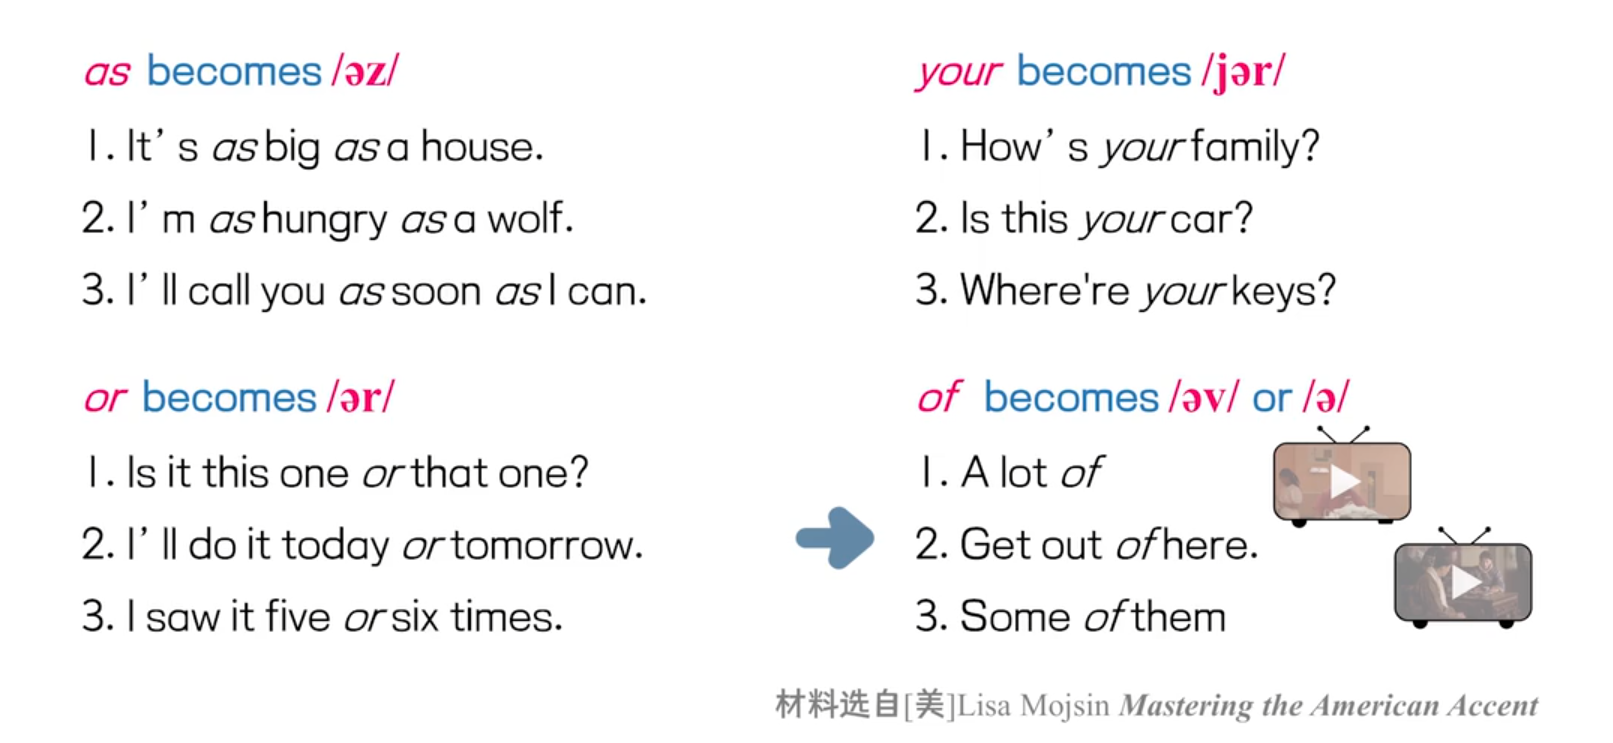 as becomes /əz/
1. It’s as big as a house.
2. I’m as hungry as a wolf.
3. I’ll call you as soon as I can.
or becomes /ər/
1. Is it this one or that one?
2. I’ll do it today or tomorrow.
3. I saw it five or six times.
your becomes /jər/
1. How’s your family?
2. Is this your car?
3. Where're your keys?
of becomes /əv/ or /ə/
1. A lot of
2. Get out of here.
3. Some of them
材料选自[美]Lisa Mojsin Mastering the American Accent